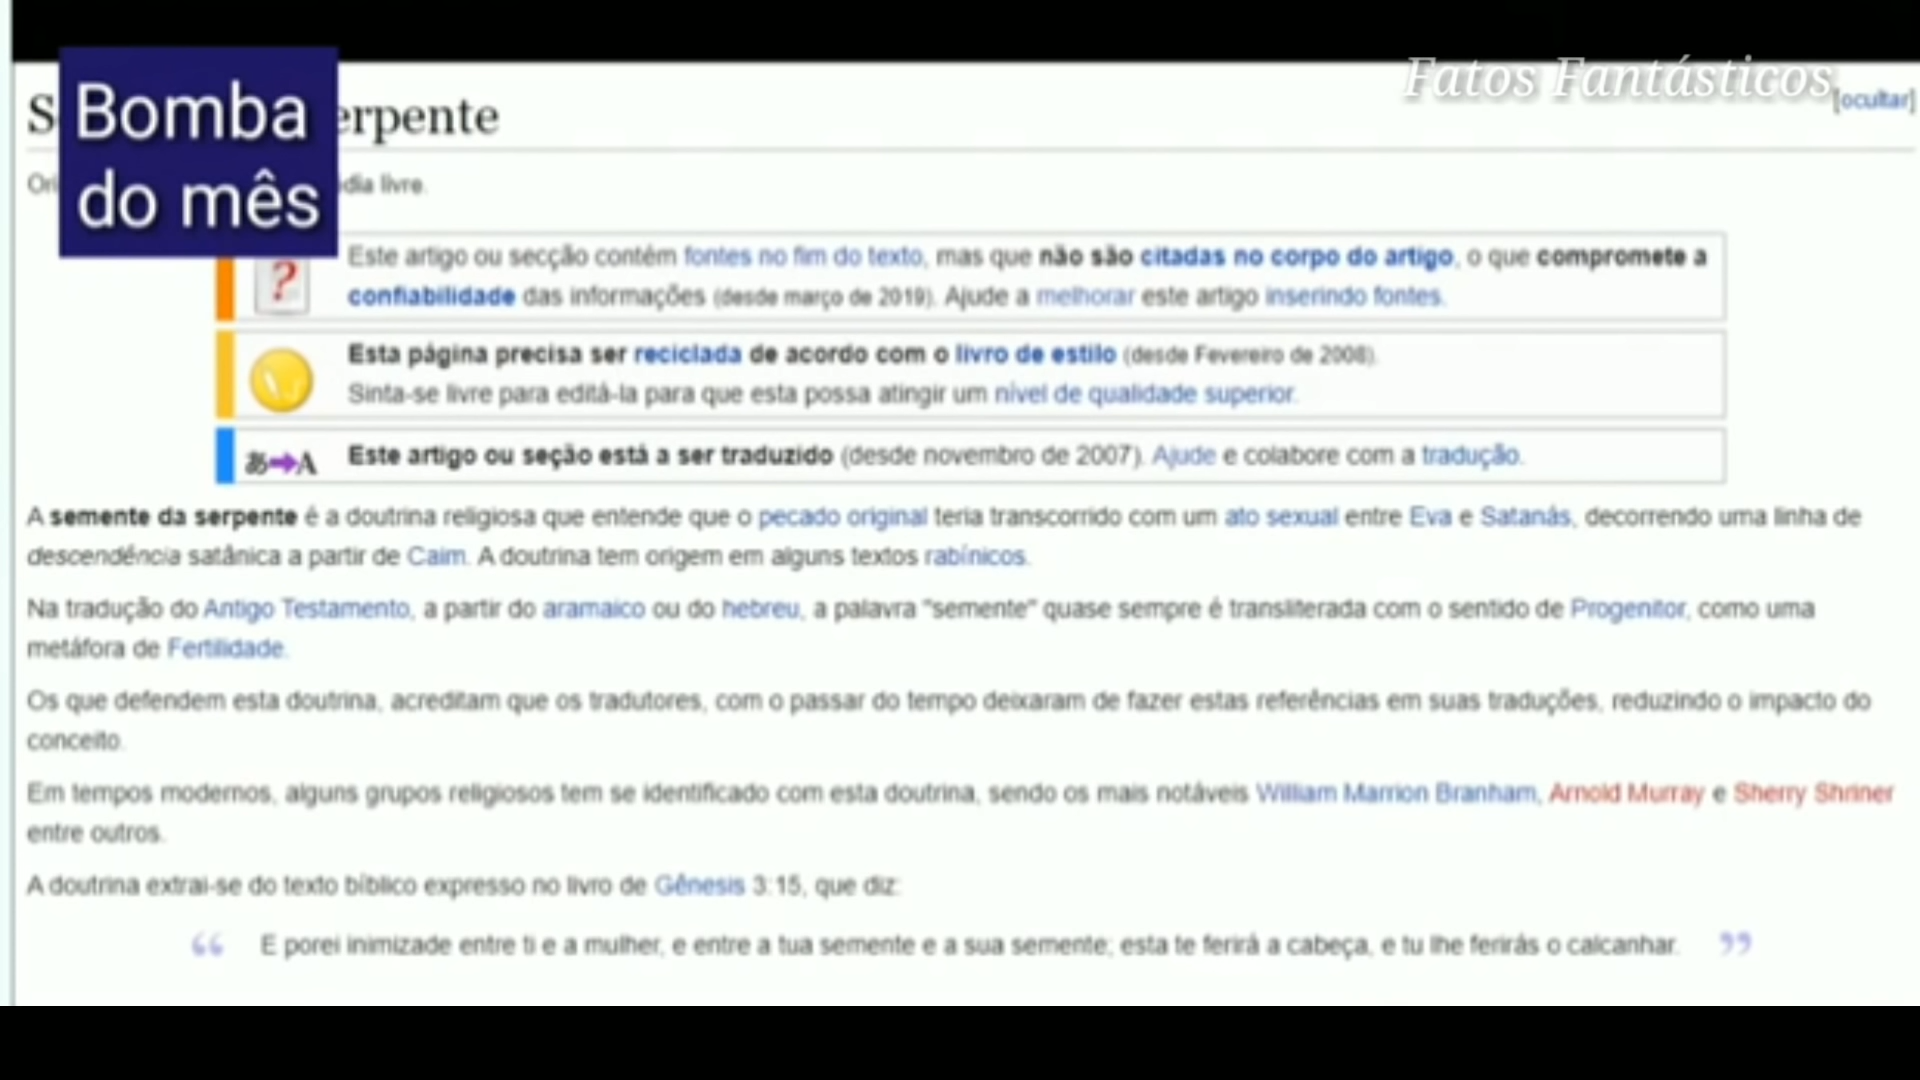 Fatos Fantásticos
Bomba
do mês
S erpente
[ocultar]
Ori dia livre.
Este artigo ou secção contém fontes no fim do texto, mas que não são citadas no corpo do artigo, o que compromete a
confiabilidade das informações (desde março de 2019). Ajude a melhorar este artigo inserindo fontes.
Esta página precisa ser reciclada de acordo com o livro de estilo (desde Fevereiro de 2008).
Sinta-se livre para editá-la para que esta possa atingir um nível de qualidade superior.
Este artigo ou seção está a ser traduzido (desde novembro de 2007). Ajude e colabore com a tradução.
A semente da serpente é a doutrina religiosa que entende que o pecado original teria transcorrido com um ato sexual entre Eva e Satanás, decorrendo uma linha de
descendência satânica a partir de Caim. A doutrina tem origem em alguns textos rabínicos.
Na tradução do Antigo Testamento, a partir do aramaico ou do hebreu, a palavra "semente" quase sempre é transliterada com o sentido de Progenitor, como uma
metáfora de Fertilidade.
Os que defendem esta doutrina, acreditam que os tradutores, com o passar do tempo deixaram de fazer estas referências em suas traduções, reduzindo o impacto do
conceito.
Em tempos modernos, alguns grupos religiosos tem se identificado com esta doutrina, sendo os mais notáveis William Marrion Branham, Arnold Murray e Sherry Shriner
entre outros.
A doutrina extrai-se do texto bíblico expresso no livro de Gênesis 3:15, que diz:
“ E porei inimizade entre ti e a mulher, e entre a tua semente e a sua semente; esta te ferirá a cabeça, e tu lhe ferirás o calcanhar. ”